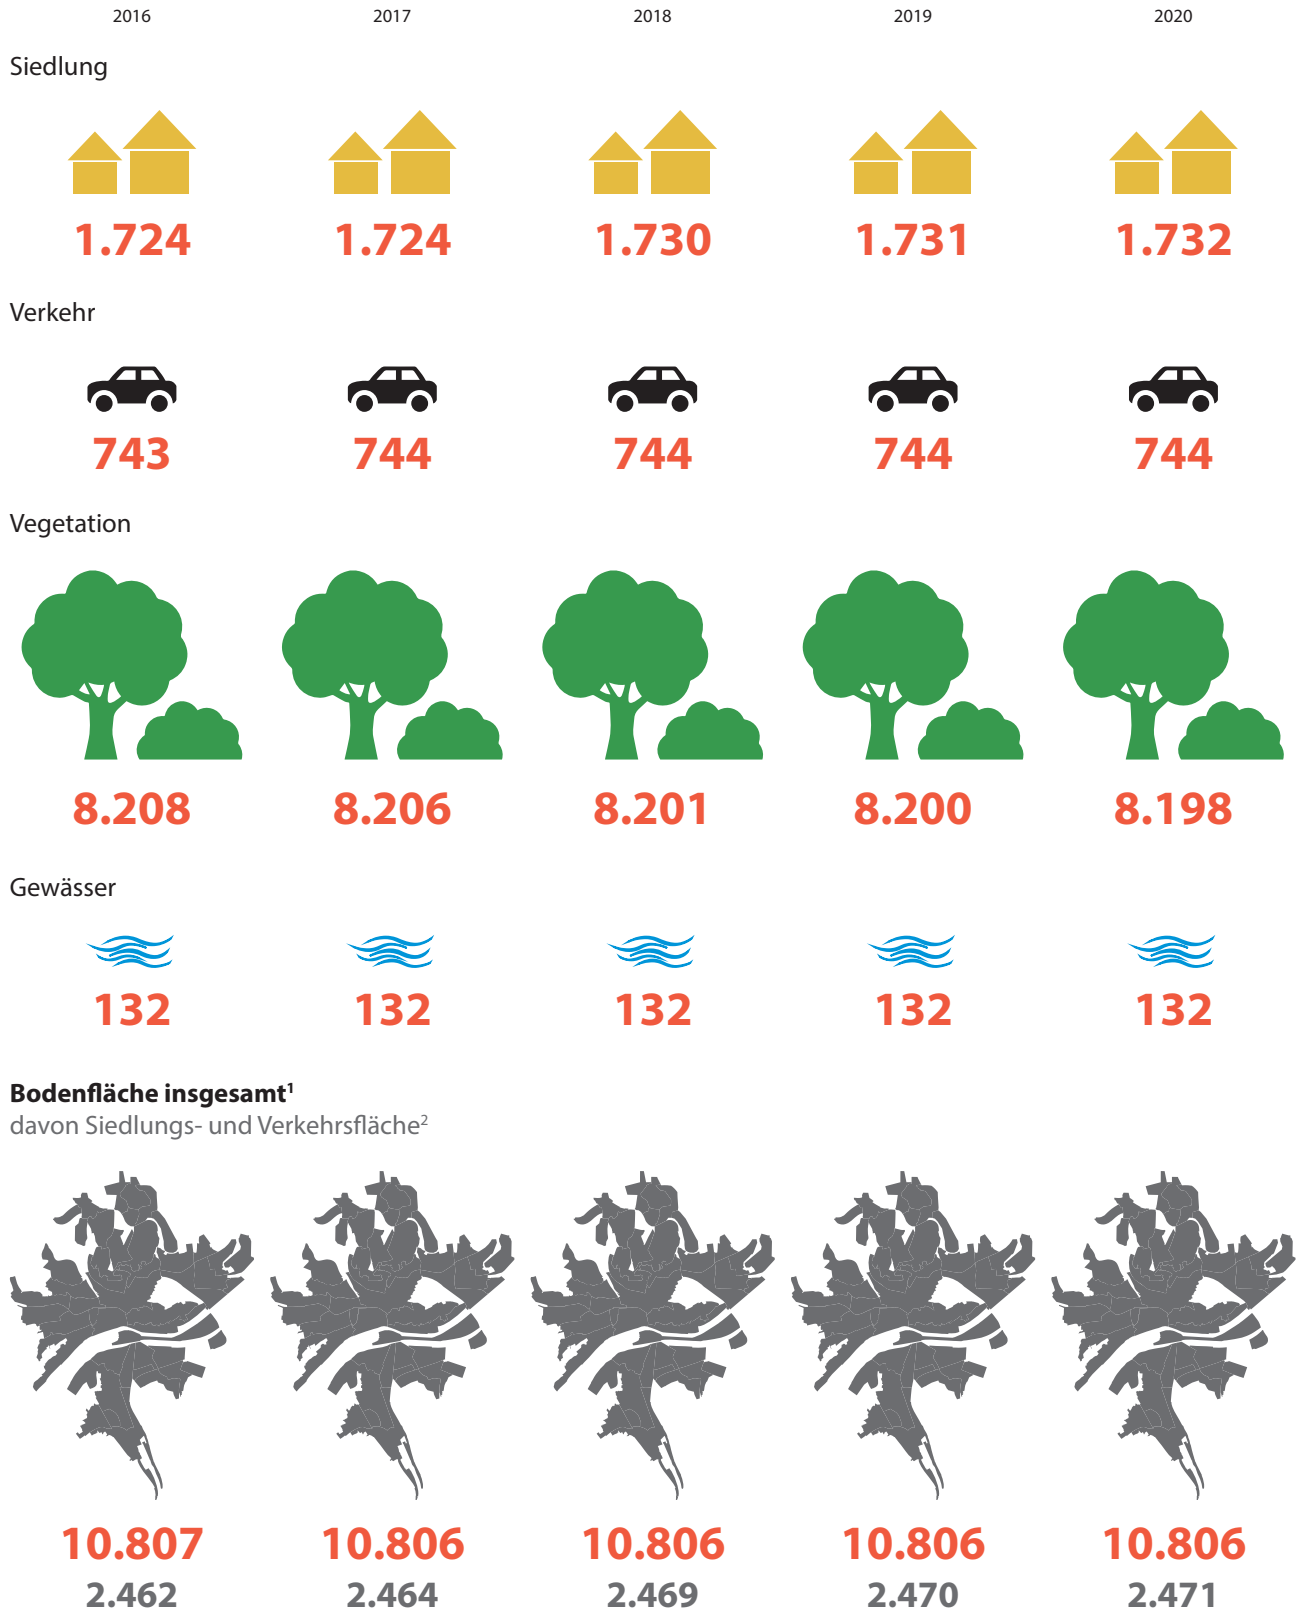 2016 2017 2018 2019 2020
Siedlung
1.724 1.724 1.730 1.731 1.732
Verkehr
743 744 744 744 744
Vegetation
8.208 8.206 8.201 8.200 8.198
Gewässer
132 132 132 132 132
Bodenfläche insgesamt¹
davon Siedlungs- und Verkehrsfläche²
10.807 10.806 10.806 10.806 10.806
2.462 2.464 2.469 2.470 2.471